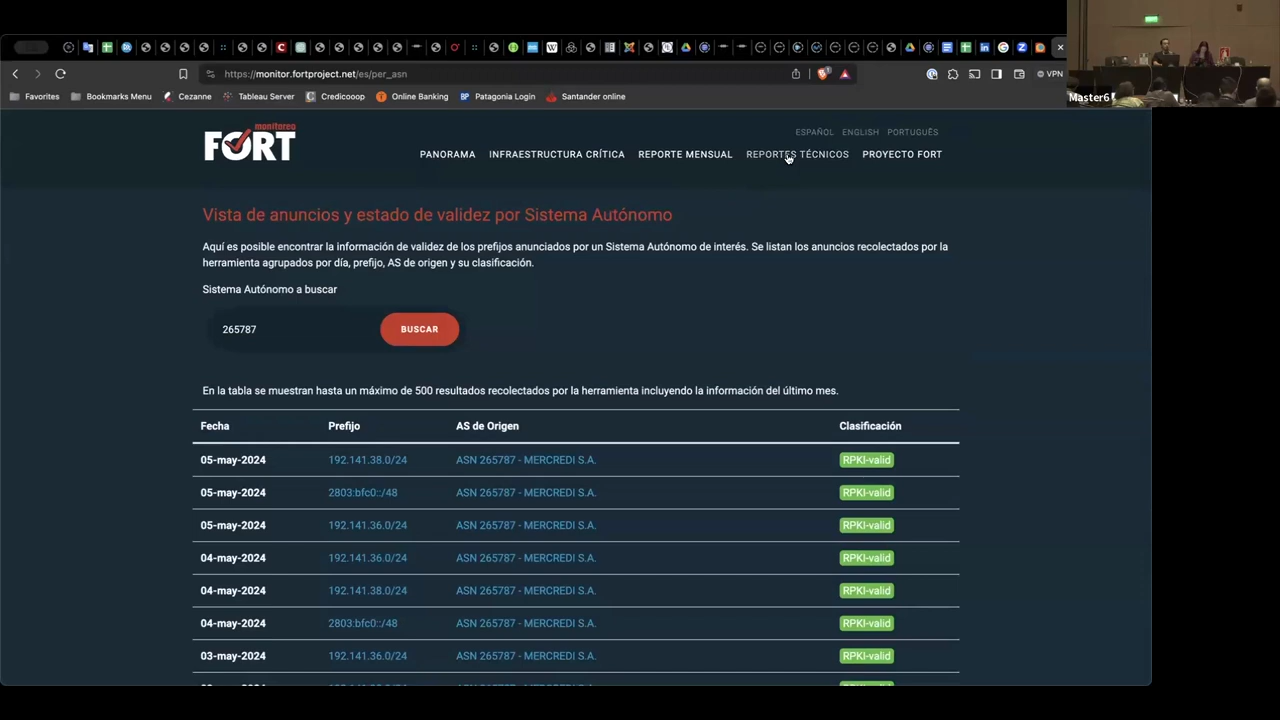 https://monitor.fortproject.net/es/per_asn
VPN
Favorites
Bookmarks Menu
Cezanne
Tableau Server
Credicooop
Online Banking
Patagonia Login
Santander online
Master6
monitoreo
FORT
ESPAÑOL ENGLISH PORTUGUÊS
PANORAMA INFRAESTRUCTURA CRÍTICA REPORTE MENSUAL REPORTES TÉCNICOS PROYECTO FORT
Vista de anuncios y estado de validez por Sistema Autónomo
Aquí es posible encontrar la información de validez de los prefijos anunciados por un Sistema Autónomo de interés. Se listan los anuncios recolectados por la
herramienta agrupados por día, prefijo, AS de origen y su clasificación.
Sistema Autónomo a buscar
265787 BUSCAR
En la tabla se muestran hasta un máximo de 500 resultados recolectados por la herramienta incluyendo la información del último mes.
Fecha Prefijo AS de Origen Clasificación
05-may-2024 192.141.38.0/24 ASN 265787 - MERCREDI S.A. RPKI-valid
05-may-2024 2803:bfc0::/48 ASN 265787 - MERCREDI S.A. RPKI-valid
05-may-2024 192.141.36.0/24 ASN 265787 - MERCREDI S.A. RPKI-valid
04-may-2024 192.141.36.0/24 ASN 265787 - MERCREDI S.A. RPKI-valid
04-may-2024 192.141.38.0/24 ASN 265787 - MERCREDI S.A. RPKI-valid
04-may-2024 2803:bfc0::/48 ASN 265787 - MERCREDI S.A. RPKI-valid
03-may-2024 192.141.36.0/24 ASN 265787 - MERCREDI S.A. RPKI-valid